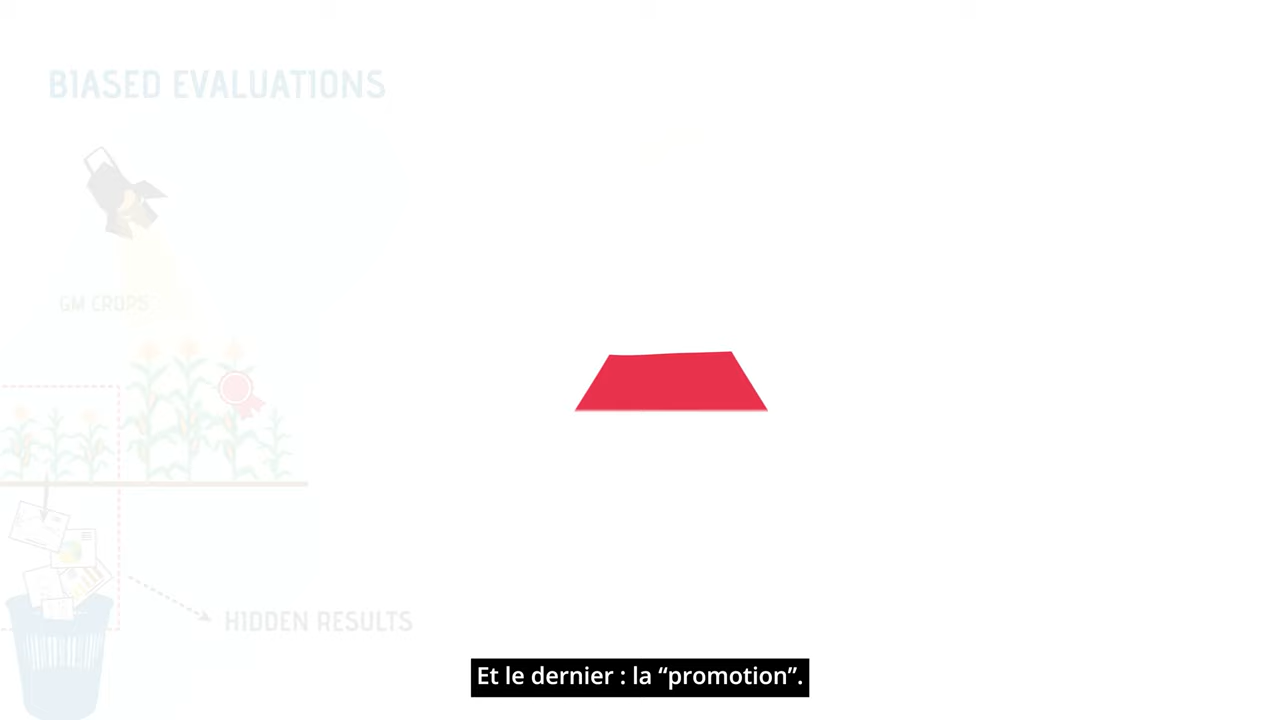 BIASED EVALUATIONS
GM CROPS
HIDDEN RESULTS
Et le dernier : la “promotion”.